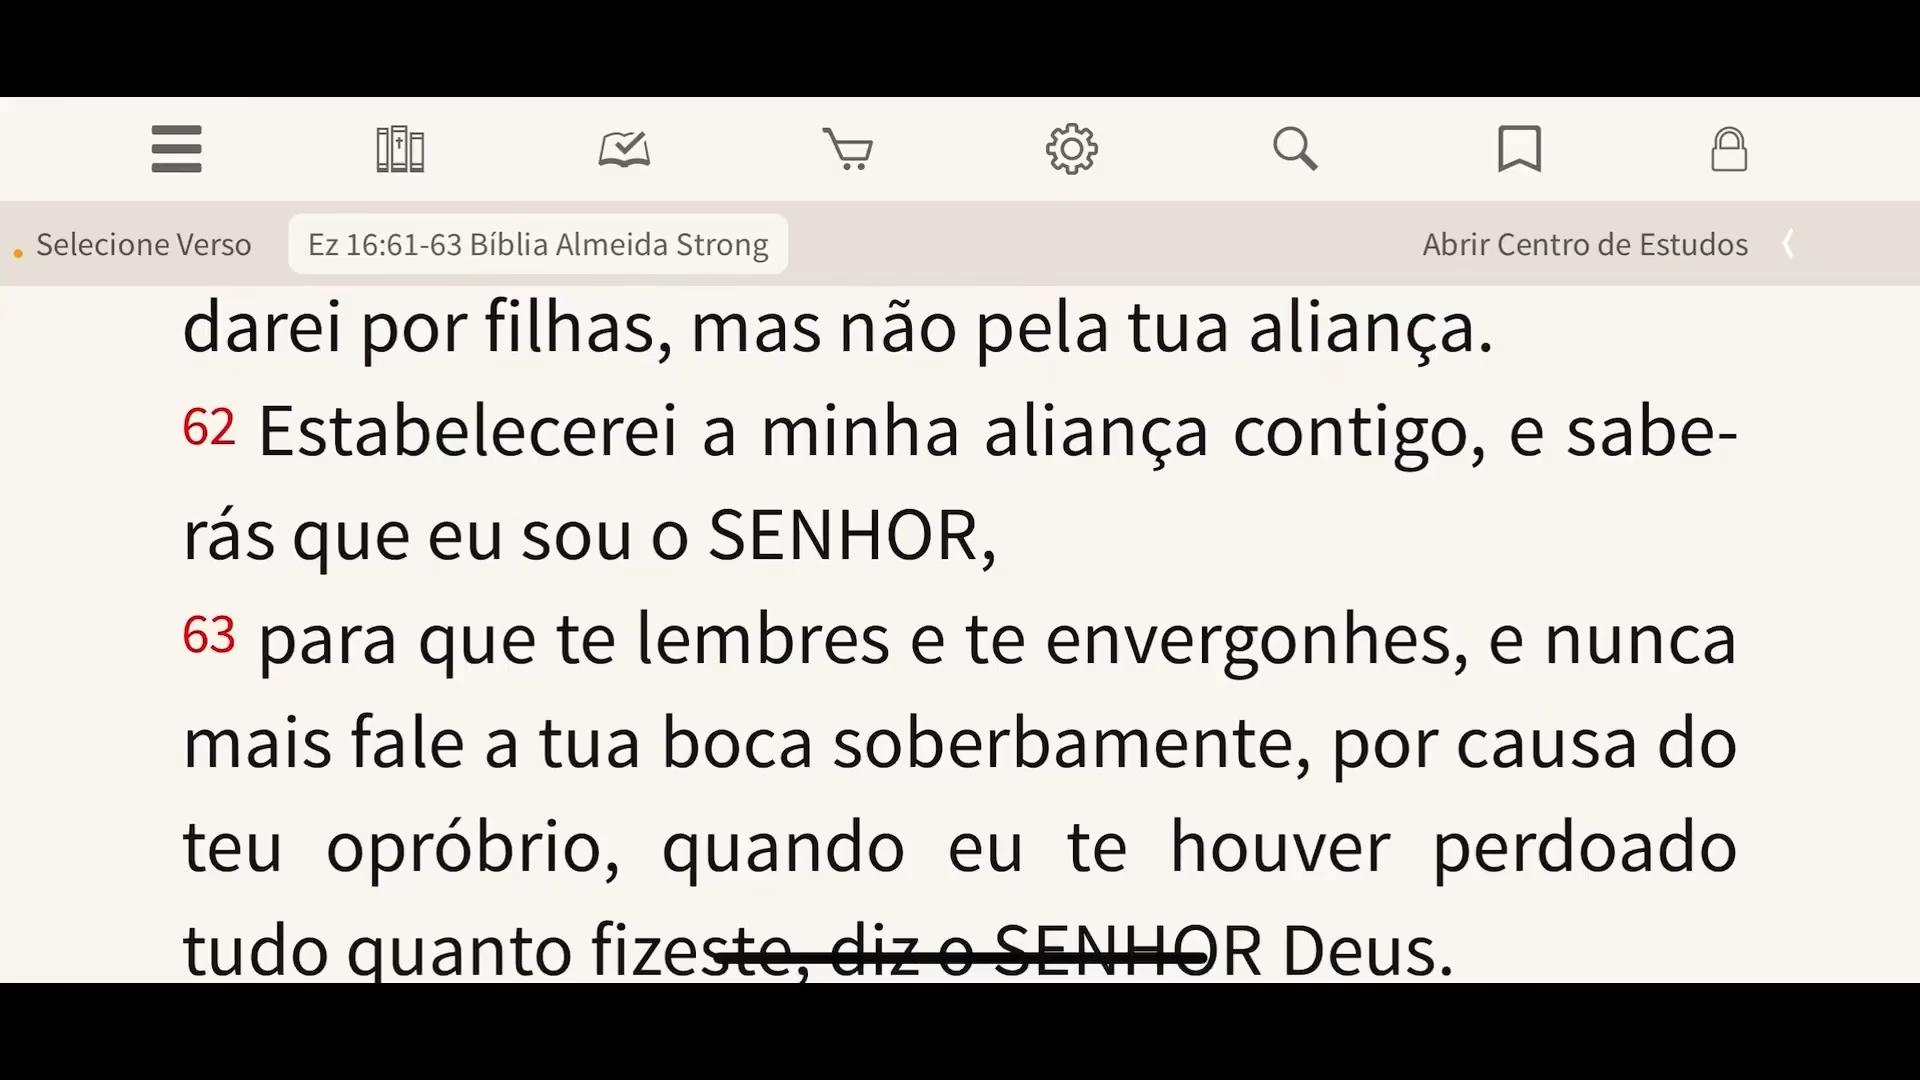 Selecione Verso
Ez 16:61-63 Bíblia Almeida Strong
Abrir Centro de Estudos
darei por filhas, mas não pela tua aliança.
62 Estabelecerei a minha aliança contigo, e sabe-
rás que eu sou o SENHOR,
63 para que te lembres e te envergonhes, e nunca
mais fale a tua boca soberbamente, por causa do
teu opróbrio, quando eu te houver perdoado
tudo quanto fizeste, diz o SENHOR Deus.